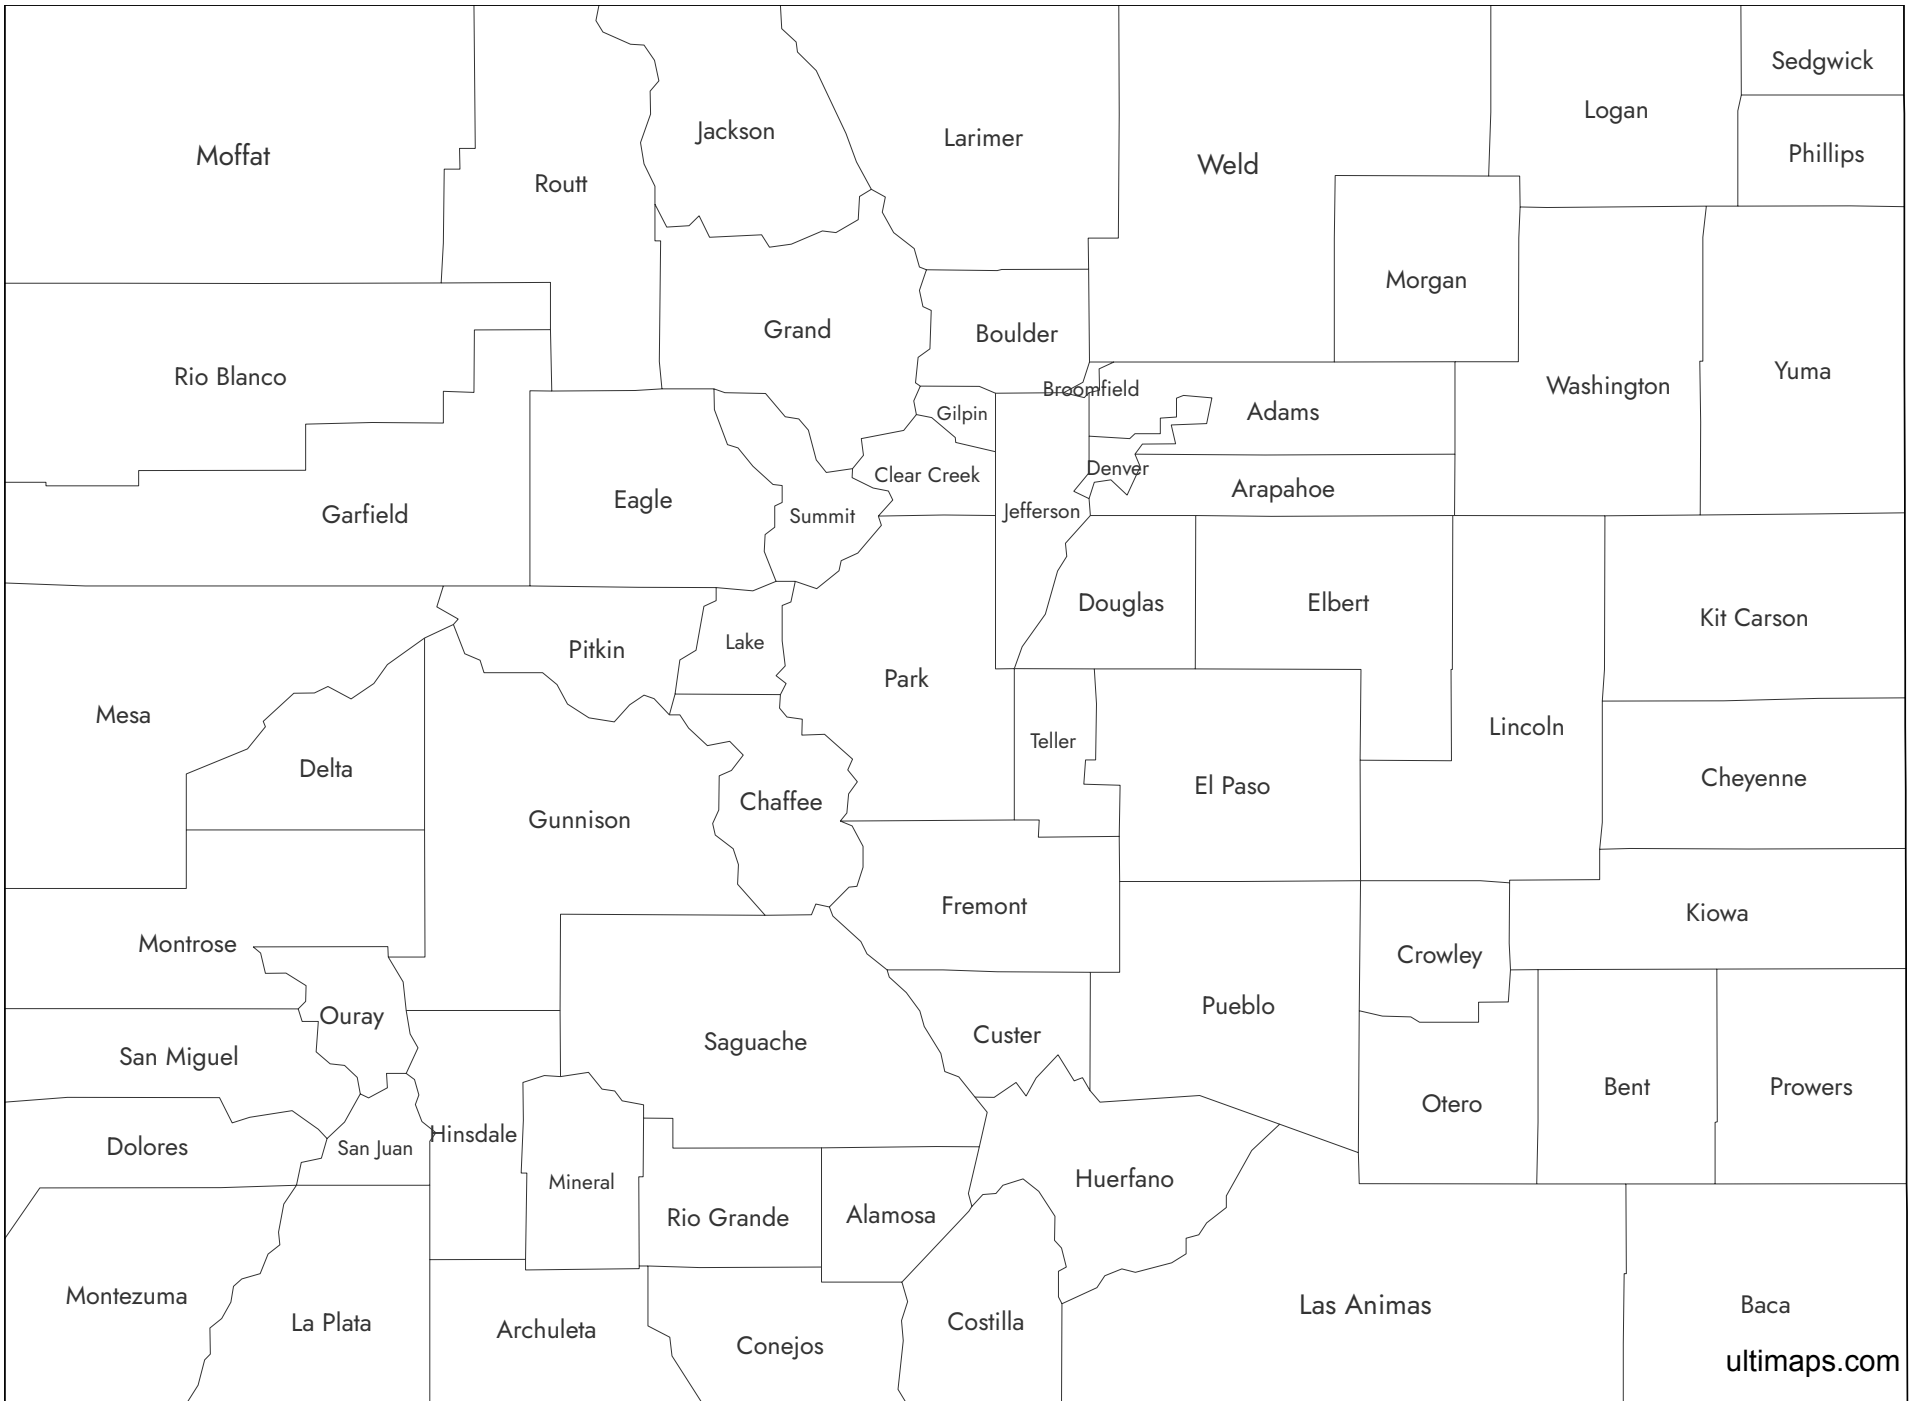 Sedgwick
Logan
Jackson
Larimer
Phillips
Moffat
Weld
Routt
Morgan
Grand
Boulder
Rio Blanco
Yuma
Washington
Broomfield
Gilpin
Adams
Denver
Clear Creek
Arapahoe
Eagle
Garfield
Summit
Jefferson
Douglas
Elbert
Kit Carson
Lake
Pitkin
Park
Mesa
Lincoln
Teller
Delta
Cheyenne
El Paso
Chaffee
Gunnison
Fremont
Kiowa
Montrose
Crowley
Pueblo
Ouray
Custer
Saguache
San Miguel
Bent
Prowers
Otero
Hinsdale
Dolores
San Juan
Huerfano
Mineral
Alamosa
Rio Grande
Montezuma
Las Animas
Baca
La Plata
Costilla
Archuleta
Conejos
ultimaps.com